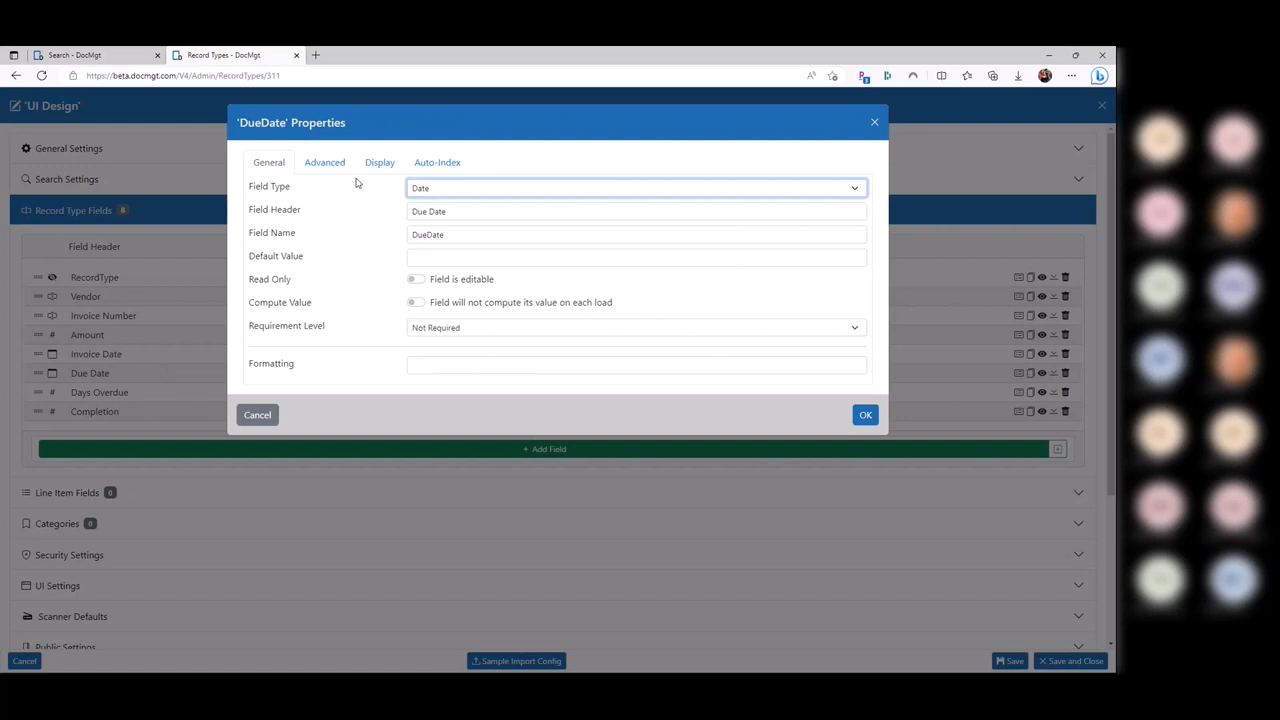 Search - DocMgt
Record Types - DocMgt
https://beta.docmgt.com/V4/Admin/RecordTypes/311
'UI Design'
'DueDate' Properties
General Settings
General Advanced Display Auto-Index
Search Settings
Field Type Date
Record Type Fields 8
Field Header Due Date
Field Name DueDate
Field Header
Default Value
RecordType
Read Only Field is editable
Vendor
Compute Value Field will not compute its value on each load
Invoice Number
Requirement Level Not Required
# Amount
Invoice Date
Formatting
Due Date
# Days Overdue
# Completion
Cancel OK
+ Add Field
Line Item Fields 0
Categories 0
Security Settings
UI Settings
Scanner Defaults
Public Settings
Cancel Sample Import Config Save Save and Close